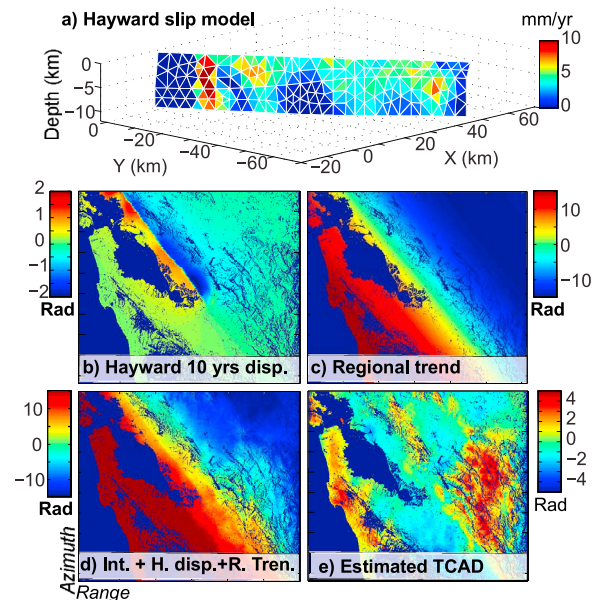 a) Hayward slip model
mm/yr
10
5
0
Depth (km)
0
−5
−10
0
−20
−40
−60
Y (km)
−20
0
20
40
60
X (km)
2
1
0
−1
−2
Rad
b) Hayward 10 yrs disp.
10
0
−10
Rad
c) Regional trend
10
0
−10
Rad
d) Int. + H. disp.+R. Tren.
4
2
0
−2
−4
Rad
e) Estimated TCAD
Azimuth
Range